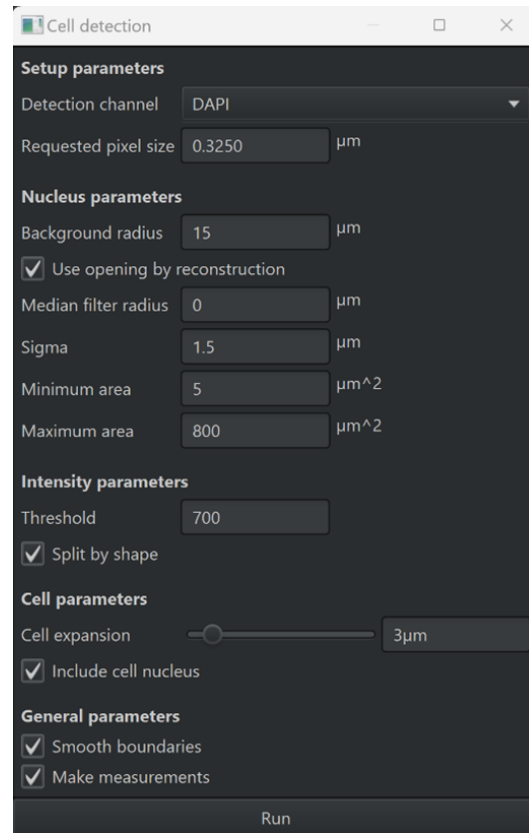 Cell detection
Setup parameters
Detection channel DAPI
Requested pixel size 0.3250 µm
Nucleus parameters
Background radius 15 µm
Use opening by reconstruction
Median filter radius 0 µm
Sigma 1.5 µm
Minimum area 5 µm^2
Maximum area 800 µm^2
Intensity parameters
Threshold 700
Split by shape
Cell parameters
Cell expansion 3µm
Include cell nucleus
General parameters
Smooth boundaries
Make measurements
Run